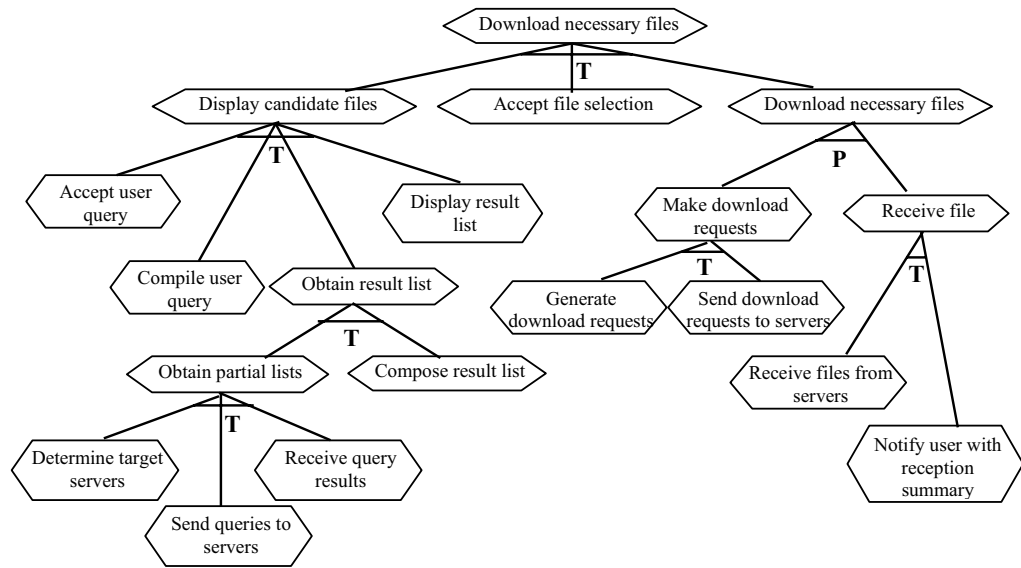 Download necessary files
T
Display candidate files
Accept file selection
Download necessary files
T
P
Accept user
query
Display result
list
Make download
requests
Receive file
Compile user
query
Obtain result list
T
T
Generate
download requests
Send download
requests to servers
T
Obtain partial lists
Compose result list
Receive files from
servers
T
Determine target
servers
Receive query
results
Notify user with
reception
summary
Send queries to
servers